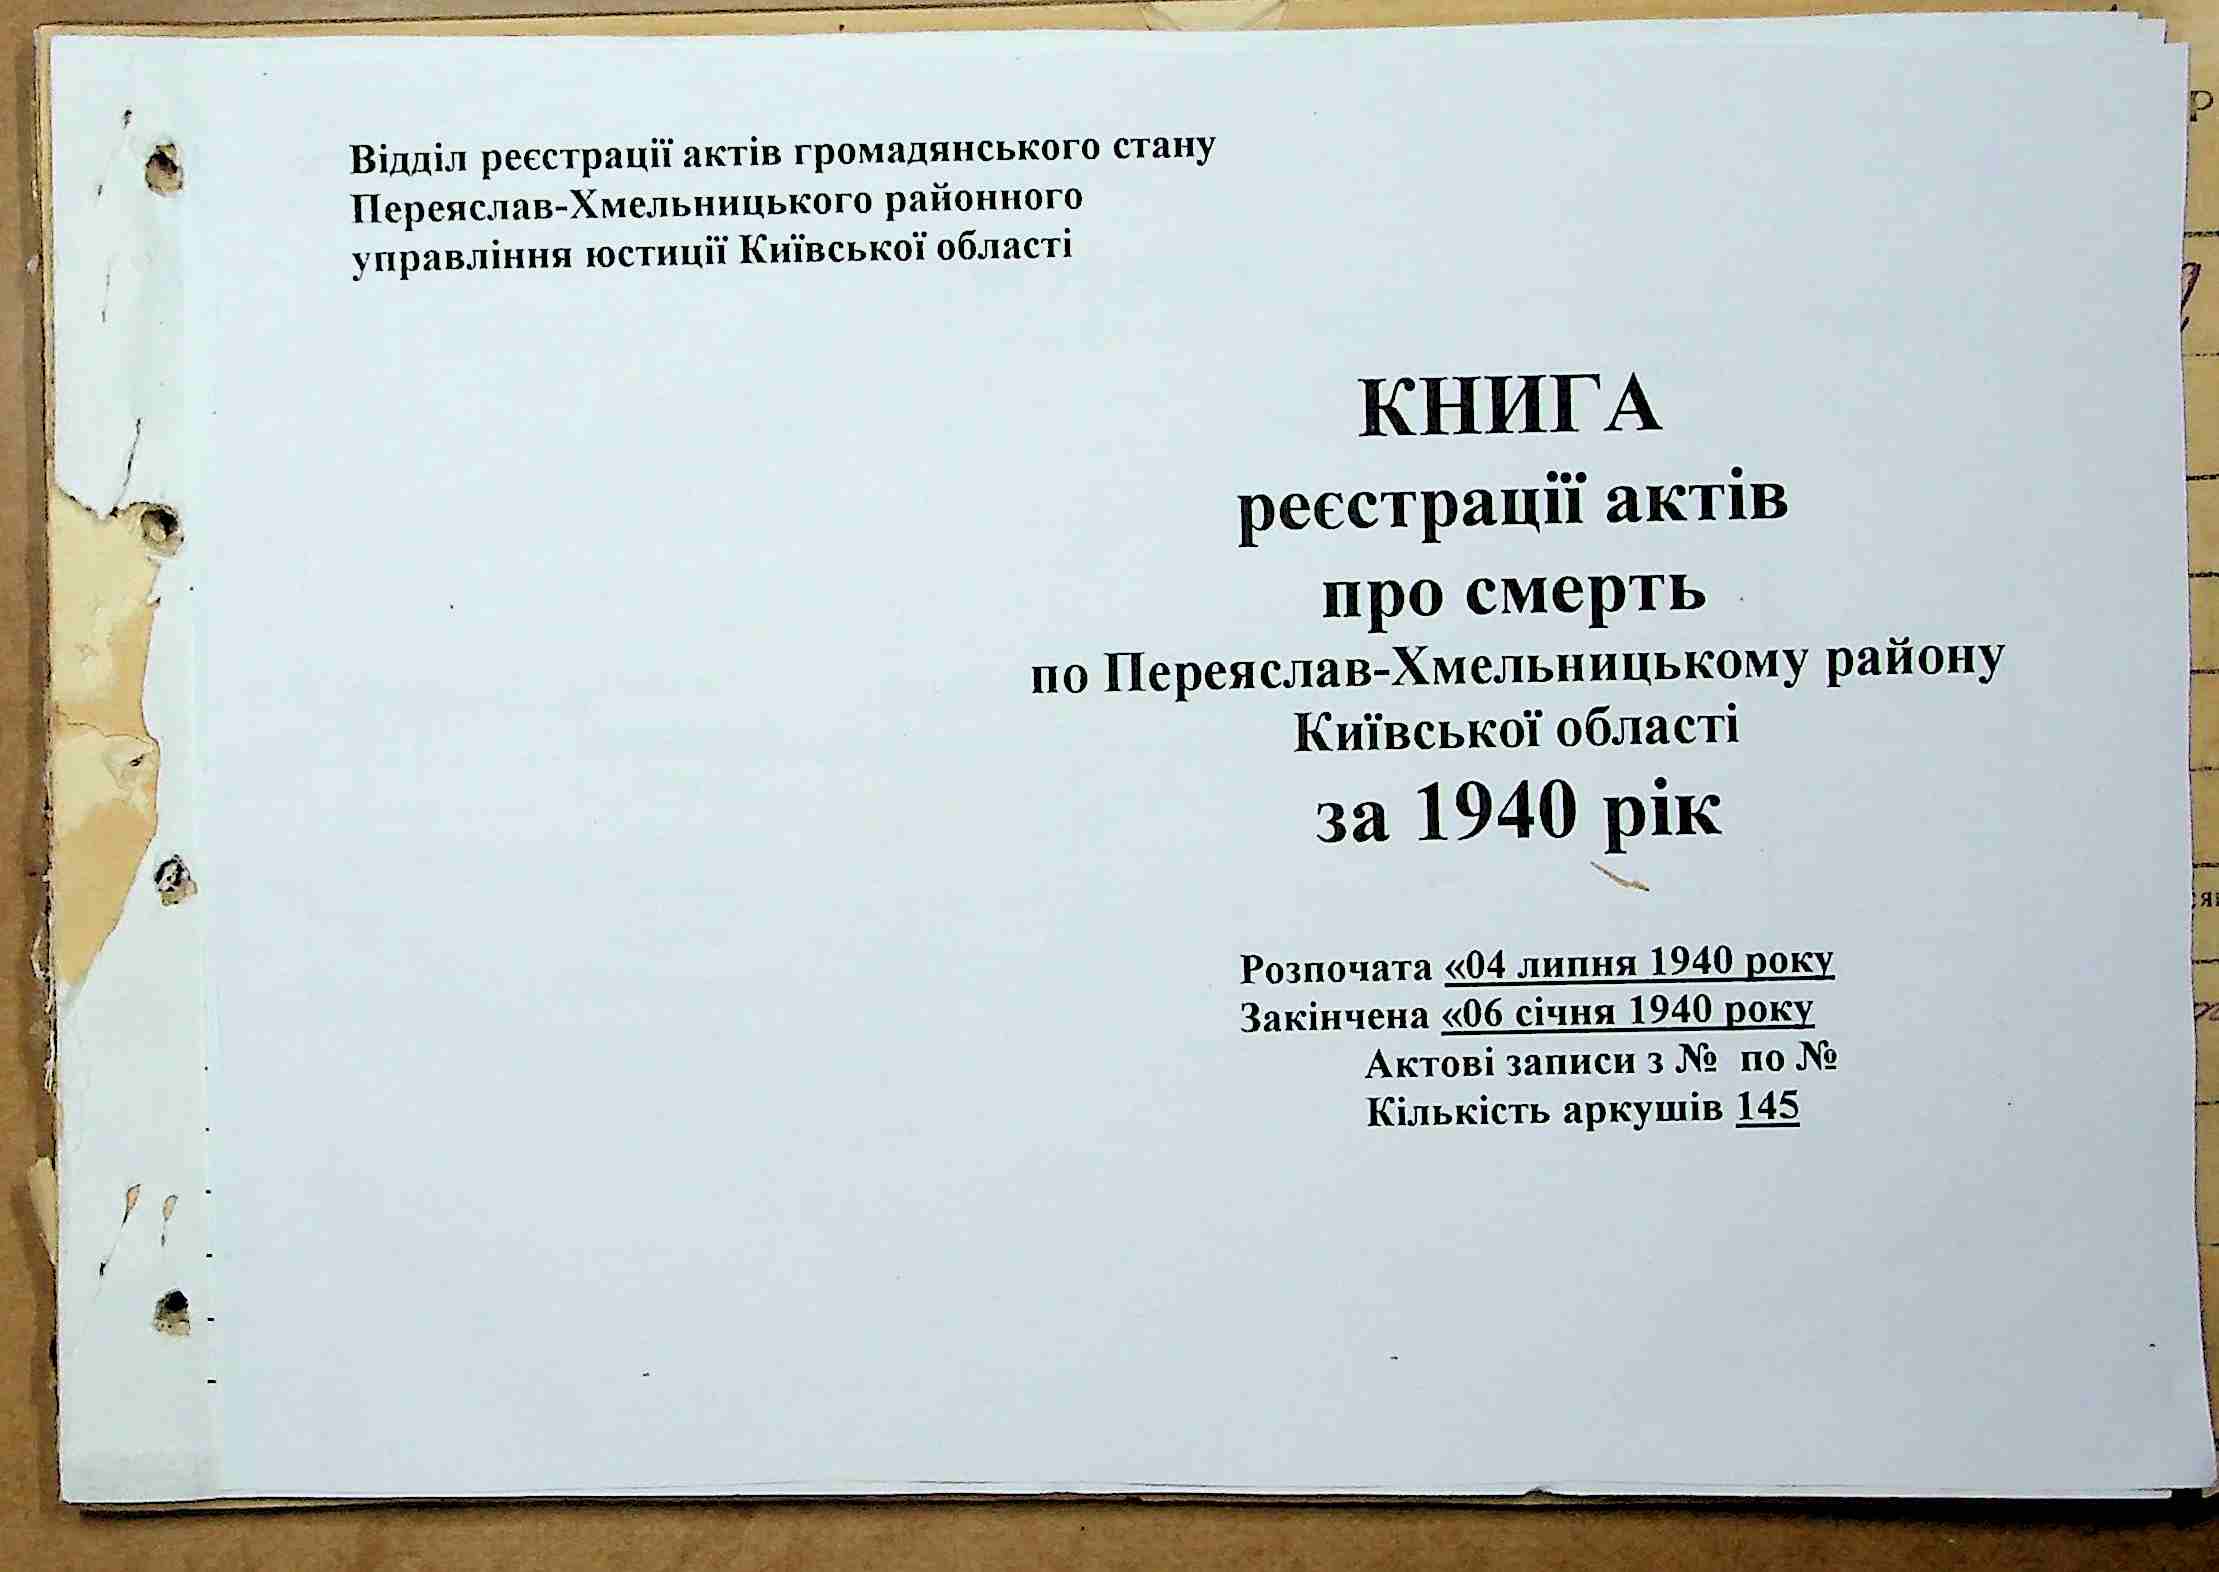 Відділ реєстрації актів громадянського стану
Переяслав-Хмельницького районного
управління юстиції Київської області
КНИГА
реєстрації актів
про смерть
по Переяслав-Хмельницькому району
Київської області
за 1940 рік
Розпочата «04 липня 1940 року
Закінчена «06 січня 1940 року
Актові записи з № по №
Кількість аркушів 145